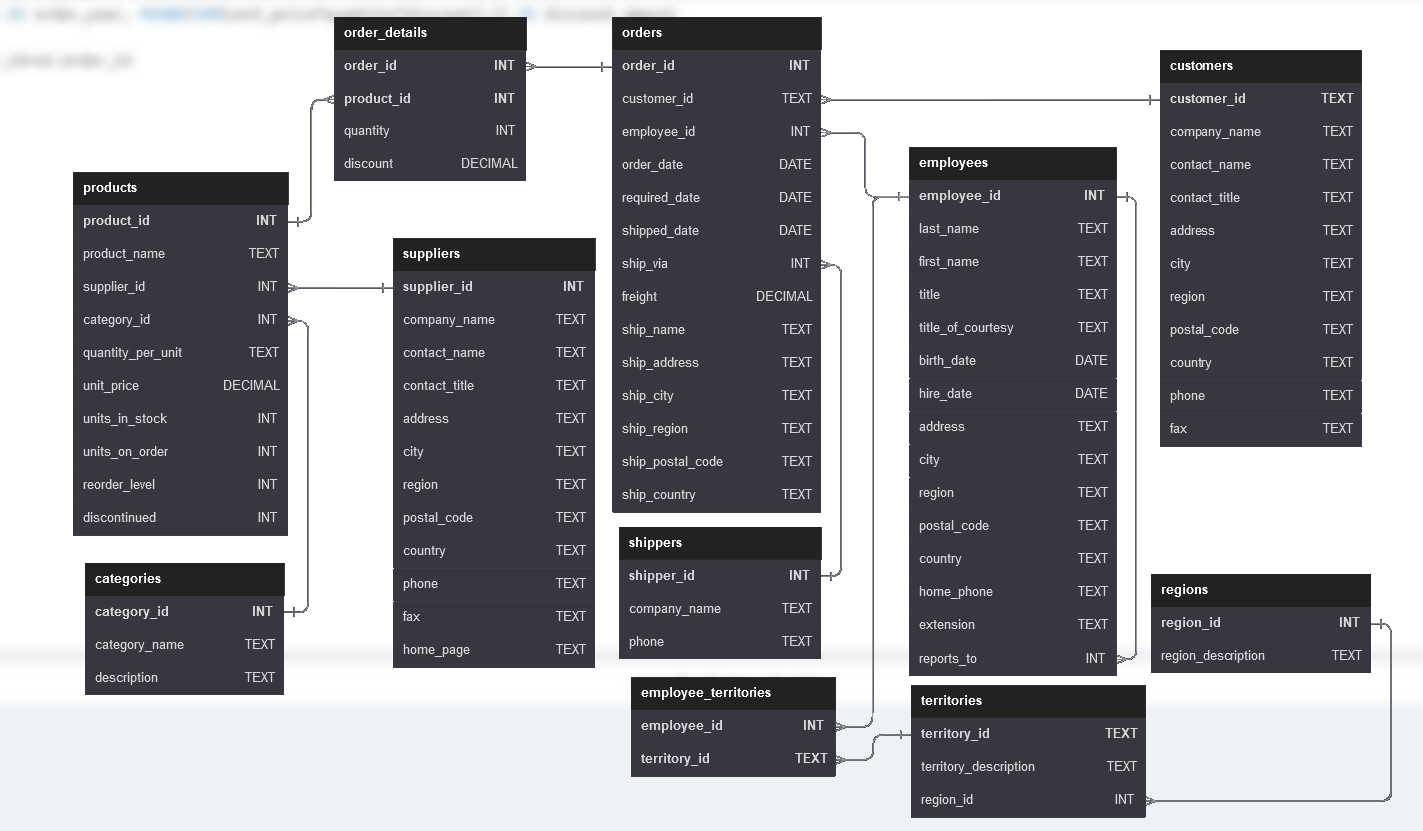 order_details
order_id INT
product_id INT
quantity INT
discount DECIMAL
orders
order_id INT
customer_id TEXT
employee_id INT
order_date DATE
required_date DATE
shipped_date DATE
ship_via INT
freight DECIMAL
ship_name TEXT
ship_address TEXT
ship_city TEXT
ship_region TEXT
ship_postal_code TEXT
ship_country TEXT
customers
customer_id TEXT
company_name TEXT
contact_name TEXT
contact_title TEXT
address TEXT
city TEXT
region TEXT
postal_code TEXT
country TEXT
phone TEXT
fax TEXT
employees
employee_id INT
last_name TEXT
first_name TEXT
title TEXT
title_of_courtesy TEXT
birth_date DATE
hire_date DATE
address TEXT
city TEXT
region TEXT
postal_code TEXT
country TEXT
home_phone TEXT
extension TEXT
reports_to INT
products
product_id INT
product_name TEXT
supplier_id INT
category_id INT
quantity_per_unit TEXT
unit_price DECIMAL
units_in_stock INT
units_on_order INT
reorder_level INT
discontinued INT
suppliers
supplier_id INT
company_name TEXT
contact_name TEXT
contact_title TEXT
address TEXT
city TEXT
region TEXT
postal_code TEXT
country TEXT
phone TEXT
fax TEXT
home_page TEXT
categories
category_id INT
category_name TEXT
description TEXT
shippers
shipper_id INT
company_name TEXT
phone TEXT
regions
region_id INT
region_description TEXT
employee_territories
employee_id INT
territory_id TEXT
territories
territory_id TEXT
territory_description TEXT
region_id INT